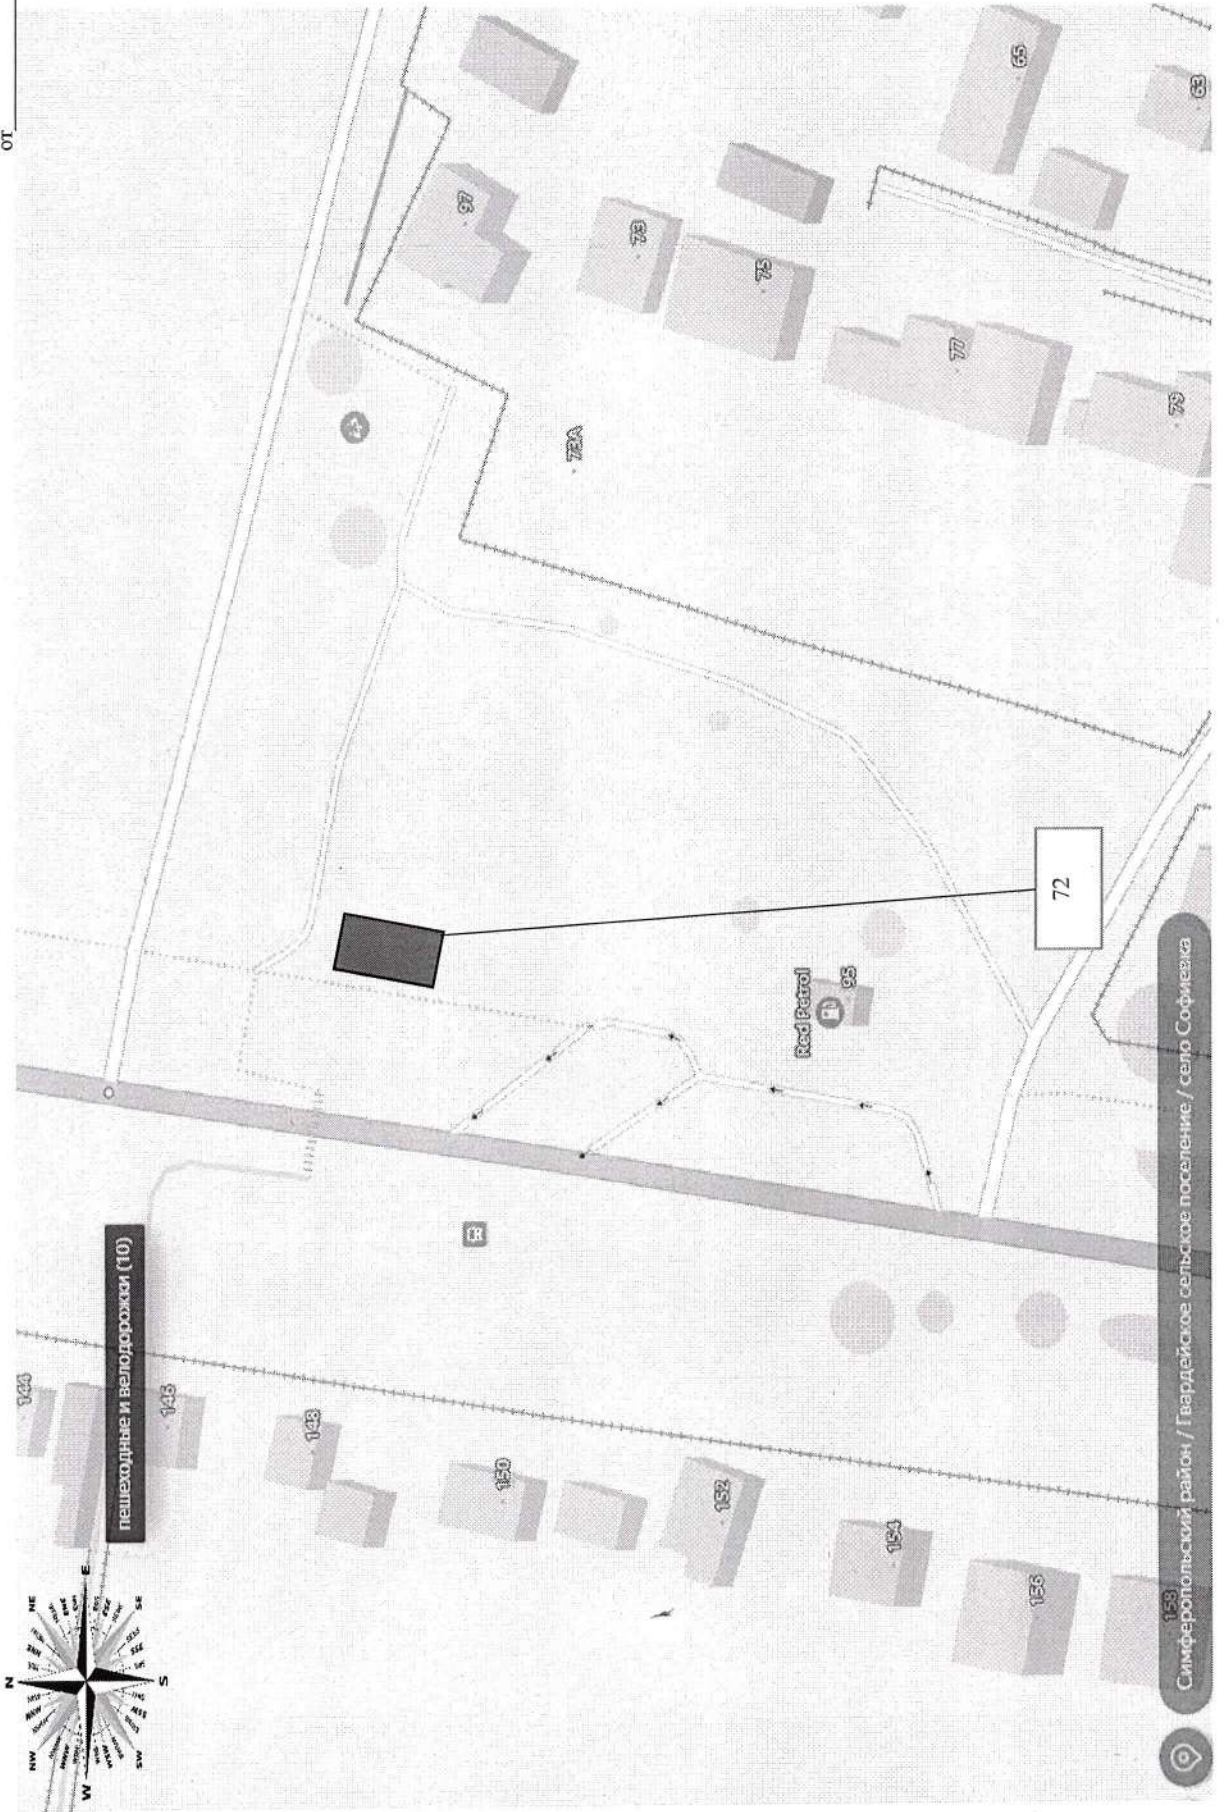 от
N
NW
NE
W
E
SW
SE
S
144
пешеходные и велодорожки (10)
146
148
150
152
154
156
158
97
73
73А
75
77
79
65
63
Red Petrol
95
72
Симферопольский район / Гвардейское сельское поселение / село Софиевка